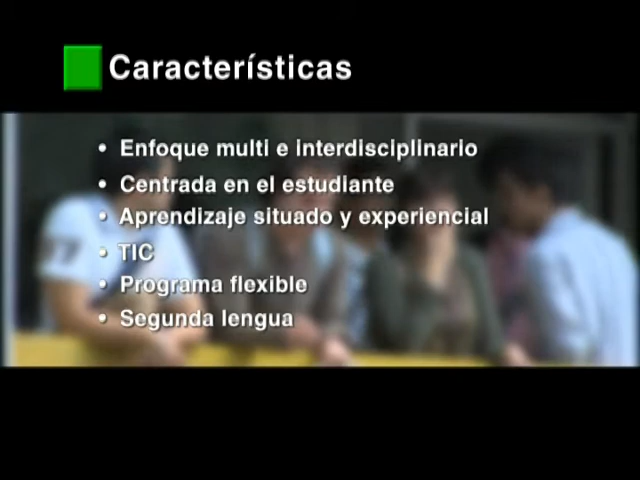 Características
• Enfoque multi e interdisciplinario
• Centrada en el estudiante
• Aprendizaje situado y experiencial
• TIC
• Programa flexible
• Segunda lengua